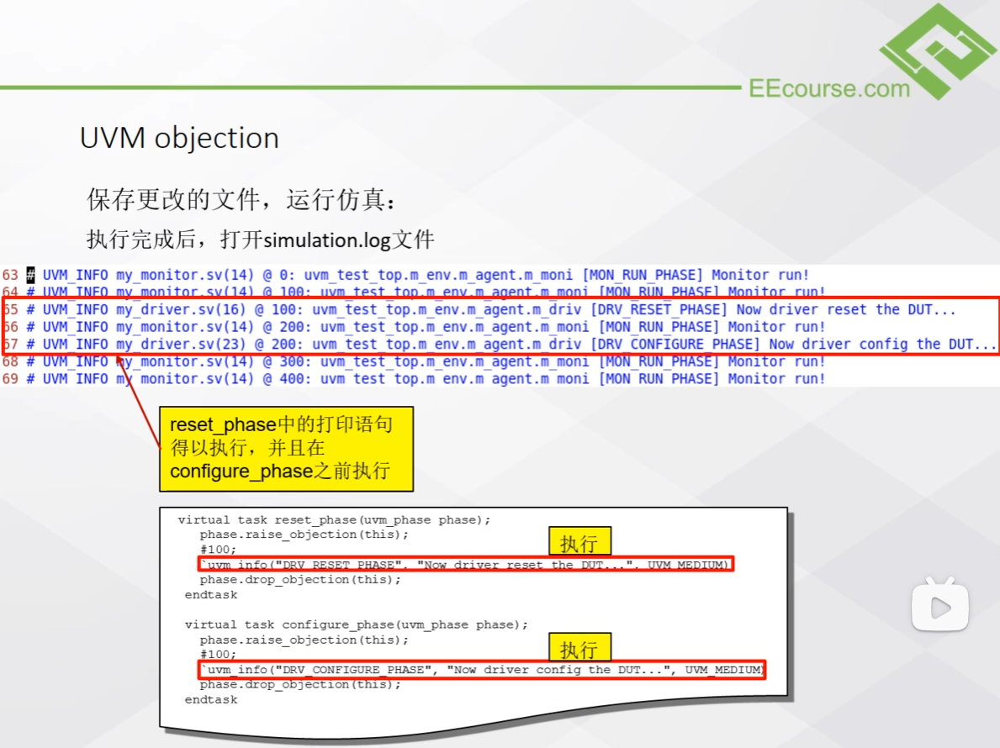 EEcourse.com
UVM objection
保存更改的文件，运行仿真：
执行完成后，打开simulation.log文件
63 # UVM_INFO my_monitor.sv(14) @ 0: uvm_test_top.m_env.m_agent.m_moni [MON_RUN_PHASE] Monitor run!
64 # UVM_INFO my_monitor.sv(14) @ 100: uvm_test_top.m_env.m_agent.m_moni [MON_RUN_PHASE] Monitor run!
65 # UVM_INFO my_driver.sv(16) @ 100: uvm_test_top.m_env.m_agent.m_driv [DRV_RESET_PHASE] Now driver reset the DUT...
66 # UVM_INFO my_monitor.sv(14) @ 200: uvm_test_top.m_env.m_agent.m_moni [MON_RUN_PHASE] Monitor run!
67 # UVM_INFO my_driver.sv(23) @ 200: uvm_test_top.m_env.m_agent.m_driv [DRV_CONFIGURE_PHASE] Now driver config the DUT...
68 # UVM_INFO my_monitor.sv(14) @ 300: uvm_test_top.m_env.m_agent.m_moni [MON_RUN_PHASE] Monitor run!
69 # UVM_INFO my_monitor.sv(14) @ 400: uvm_test_top.m_env.m_agent.m_moni [MON_RUN_PHASE] Monitor run!
reset_phase中的打印语句
得以执行，并且在
configure_phase之前执行
virtual task reset_phase(uvm_phase phase);
phase.raise_objection(this);
#100;
执行
`uvm_info("DRV_RESET_PHASE", "Now driver reset the DUT...", UVM_MEDIUM)
phase.drop_objection(this);
endtask
virtual task configure_phase(uvm_phase phase);
phase.raise_objection(this);
#100;
执行
`uvm_info("DRV_CONFIGURE_PHASE", "Now driver config the DUT...", UVM_MEDIUM)
phase.drop_objection(this);
endtask